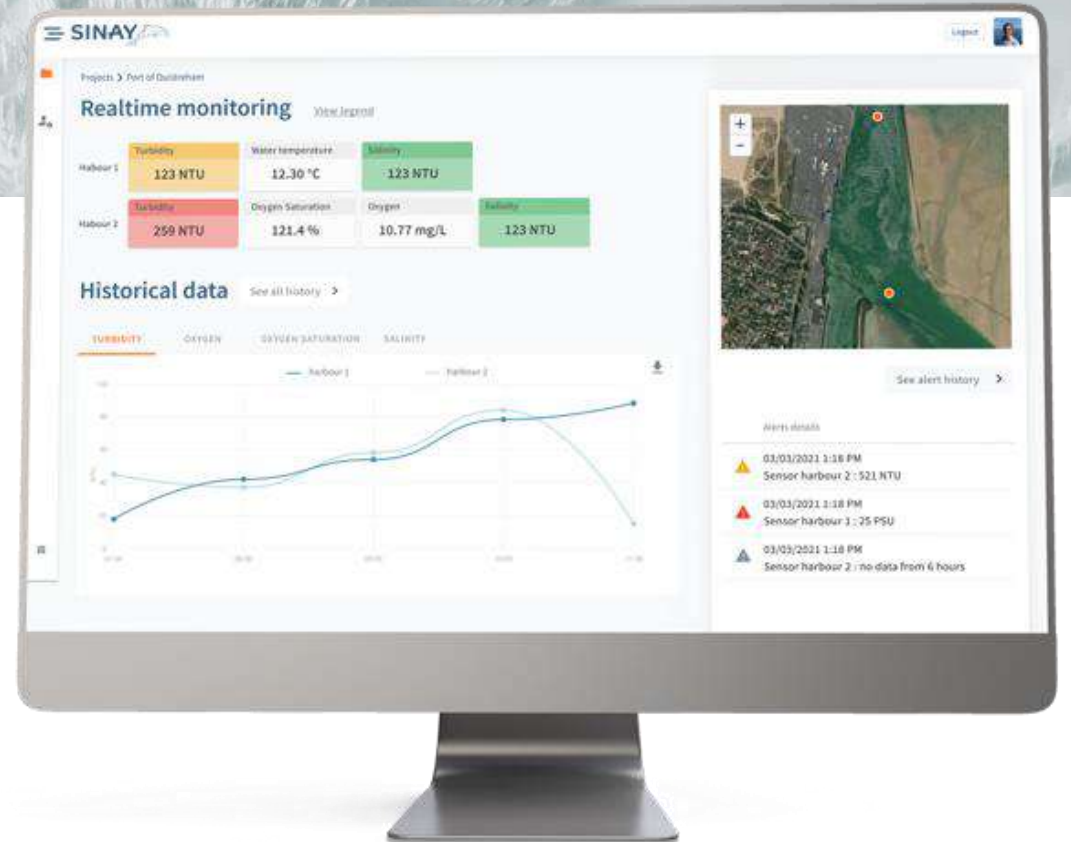 SINAY
Logout
Projects > Port of Ouistreham
Realtime monitoring View legend
Habour 1
Turbidity
123 NTU
Water temperature
12.30 °C
Salinity
123 NTU
Habour 2
Turbidity
259 NTU
Oxygen Saturation
121.4 %
Oxygen
10.77 mg/L
Salinity
123 NTU
Historical data See all history >
TURBIDITY OXYGEN OXYGEN SATURATION SALINITY
harbour 1 harbour 2
+
-
See alert history >
Alerts details
03/03/2021 1:18 PM
Sensor harbour 2 : 521 NTU
03/03/2021 1:18 PM
Sensor harbour 1 : 25 PSU
03/03/2021 1:18 PM
Sensor harbour 2 : no data from 6 hours